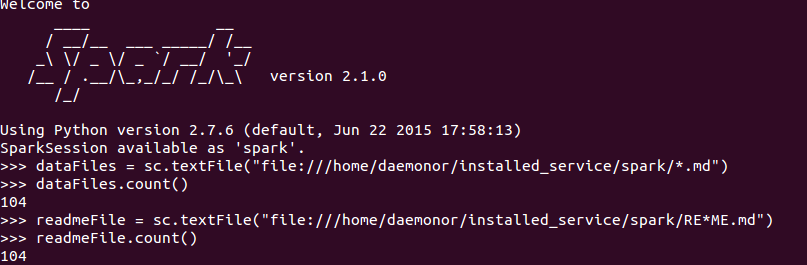 Welcome to
      ____              __
     / __/__  ___ _____/ /__
    _\ \/ _ \/ _ `/ __/  '_/
   /__ / .__/\_,_/_/ /_/\_\   version 2.1.0
      /_/
Using Python version 2.7.6 (default, Jun 22 2015 17:58:13)
SparkSession available as 'spark'.
>>> dataFiles = sc.textFile("file:///home/daemonor/installed_service/spark/*.md")
>>> dataFiles.count()
104
>>> readmeFile = sc.textFile("file:///home/daemonor/installed_service/spark/RE*ME.md")
>>> readmeFile.count()
104